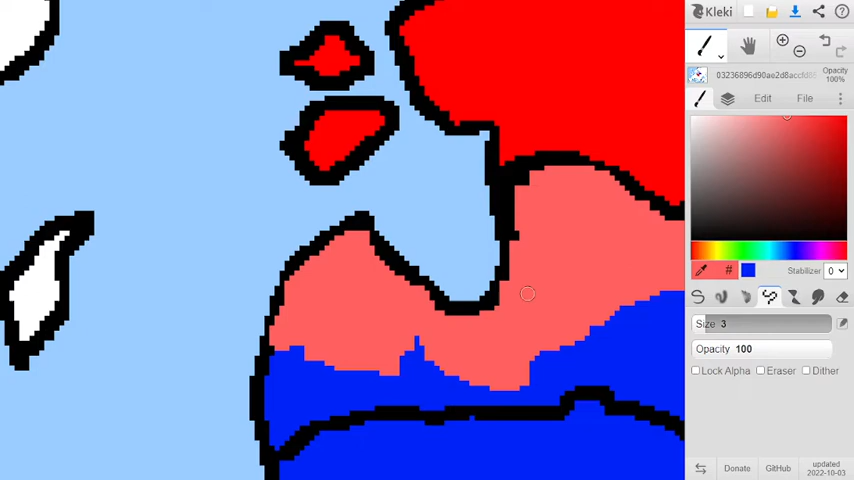 Kleki
03236896d90ae2d8accfd8
Opacity
100%
Edit File
#
Stabilizer 0
Size 3
Opacity 100
Lock Alpha Eraser Dither
Donate GitHub updated
2022-10-03